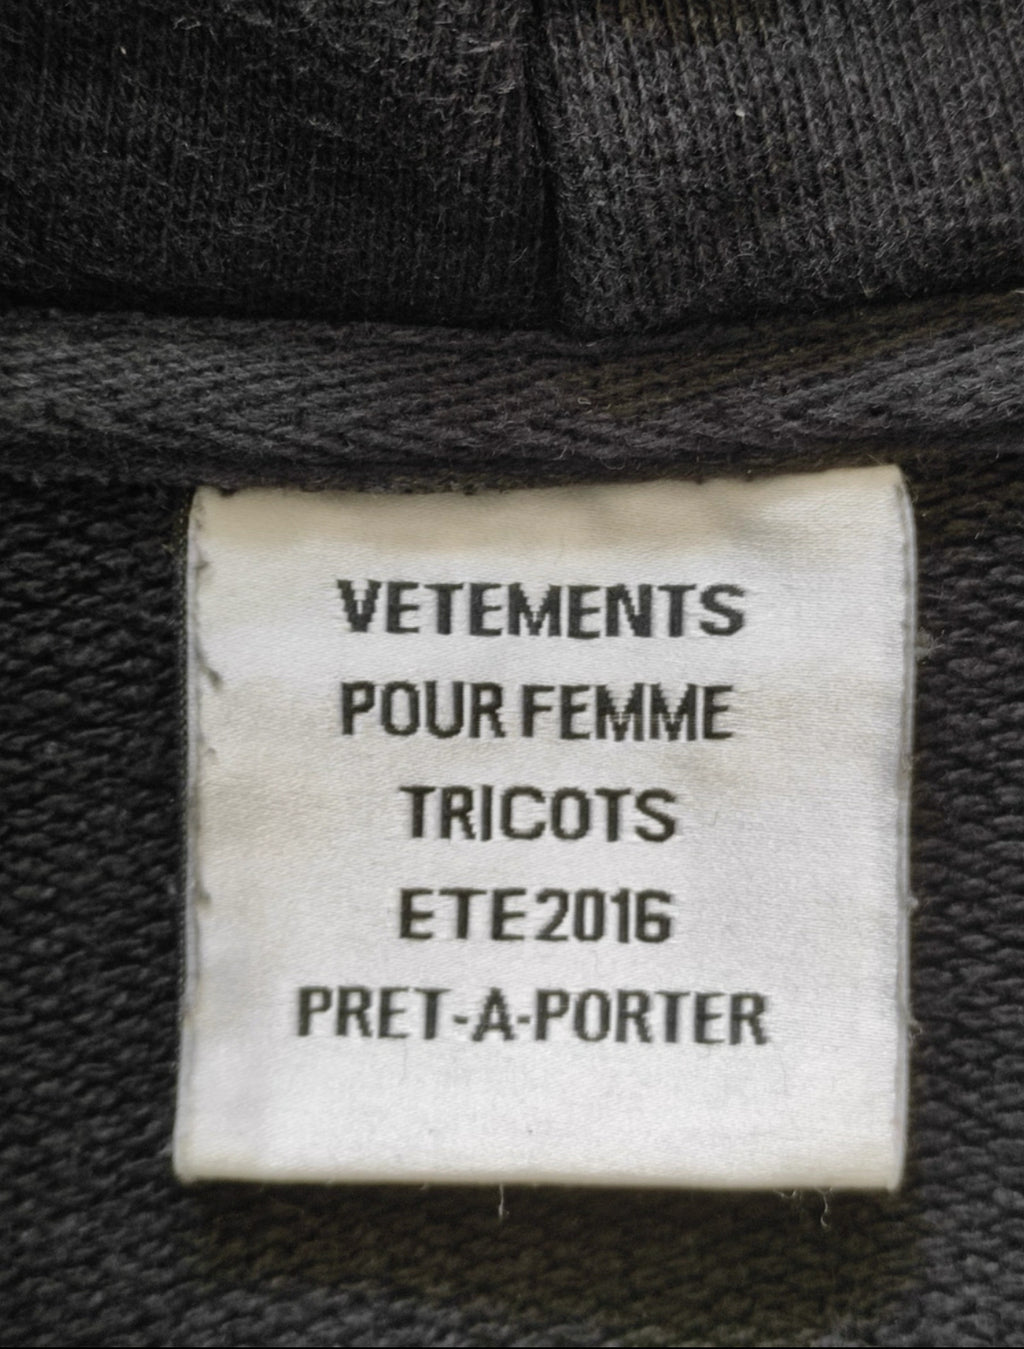 VETEMENTS
POUR FEMME
TRICOTS
ETE2016
PRET-A-PORTER